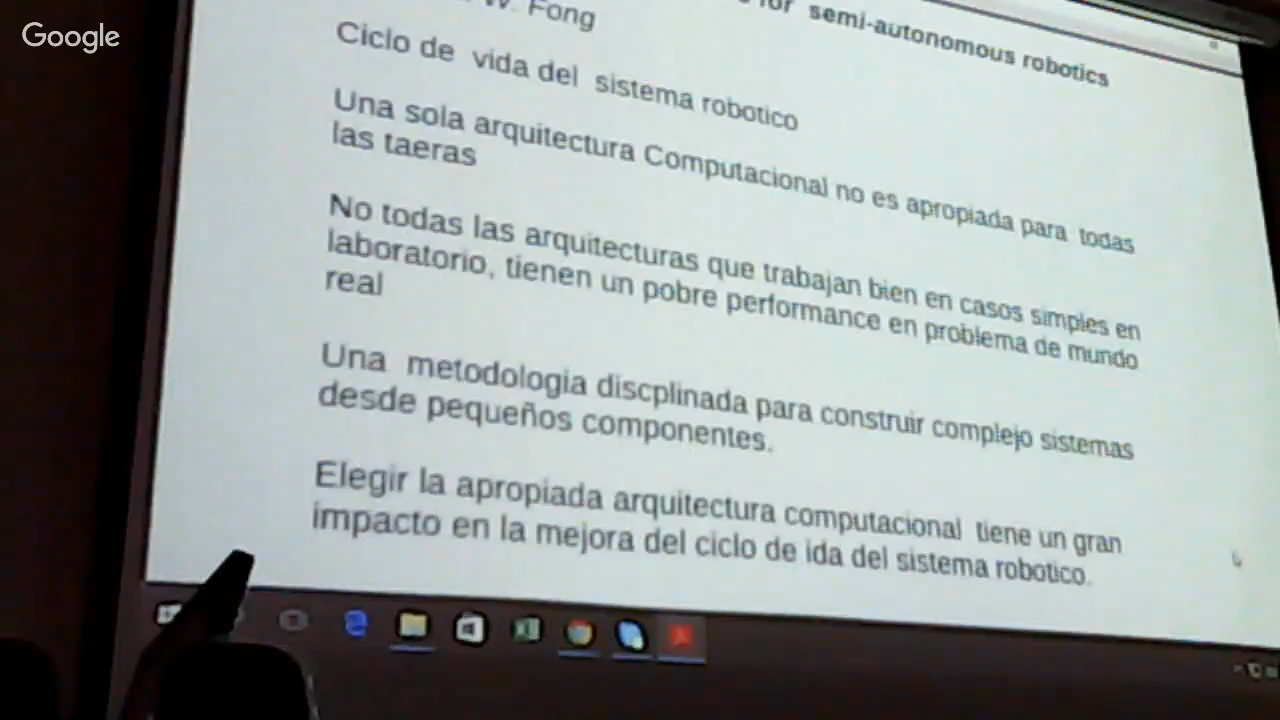 Google
semi-autonomous robotics
W. Fong
Ciclo de vida del sistema robotico
Una sola arquitectura Computacional no es apropiada para todas
las taeras
No todas las arquitecturas que trabajan bien en casos simples en
laboratorio, tienen un pobre performance en problema de mundo
real
Una metodologia discplinada para construir complejo sistemas
desde pequeños componentes.
Elegir la apropiada arquitectura computacional tiene un gran
impacto en la mejora del ciclo de ida del sistema robotico.